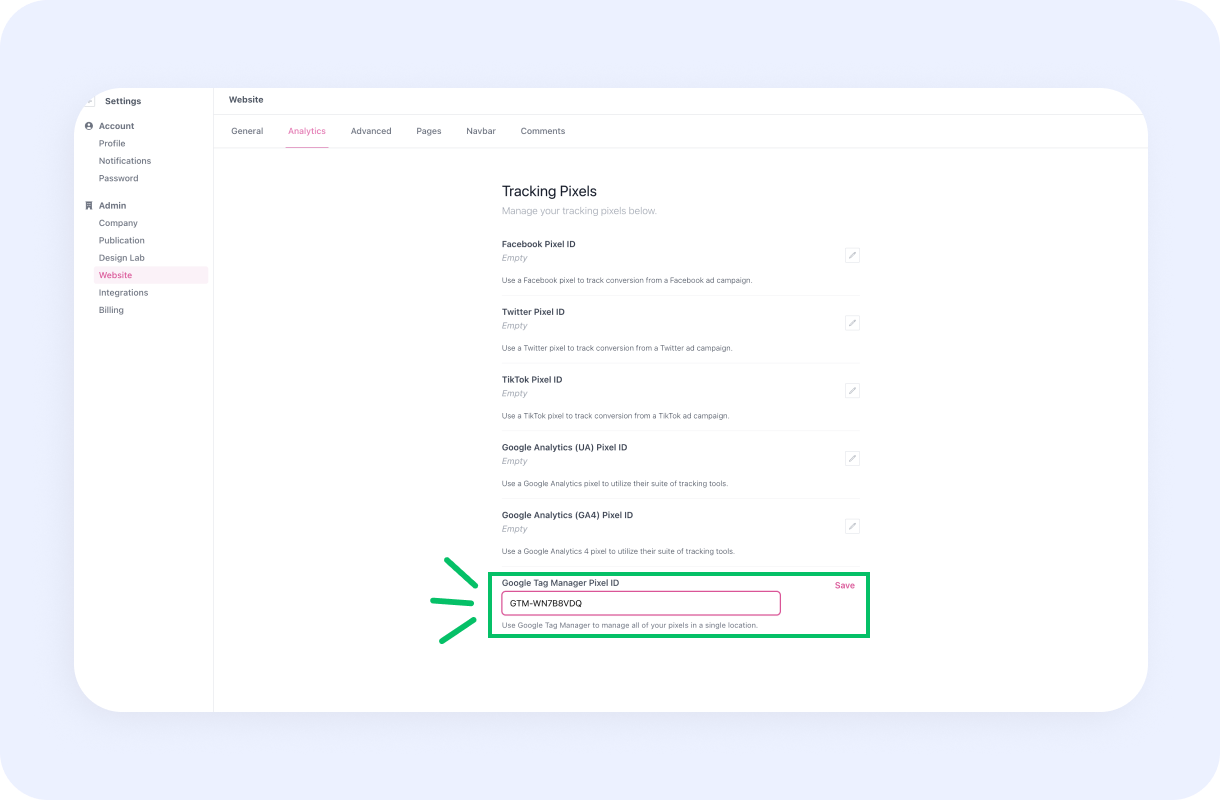 Settings
Account
Profile
Notifications
Password
Admin
Company
Publication
Design Lab
Website
Integrations
Billing
Website
General Analytics Advanced Pages Navbar Comments
Tracking Pixels
Manage your tracking pixels below.
Facebook Pixel ID
Empty
Use a Facebook pixel to track conversion from a Facebook ad campaign.
Twitter Pixel ID
Empty
Use a Twitter pixel to track conversion from a Twitter ad campaign.
TikTok Pixel ID
Empty
Use a TikTok pixel to track conversion from a TikTok ad campaign.
Google Analytics (UA) Pixel ID
Empty
Use a Google Analytics pixel to utilize their suite of tracking tools.
Google Analytics (GA4) Pixel ID
Empty
Use a Google Analytics 4 pixel to utilize their suite of tracking tools.
Google Tag Manager Pixel ID
Save
GTM-WN7B8VDQ
Use Google Tag Manager to manage all of your pixels in a single location.